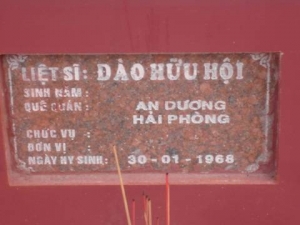 LIỆT SĨ: ĐÀO HỮU HỘI
SINH NĂM :
QUÊ QUÁN : AN DƯƠNG
HẢI PHÒNG
CHỨC VỤ :
ĐƠN VỊ :
NGÀY HY SINH: 30-01-1968